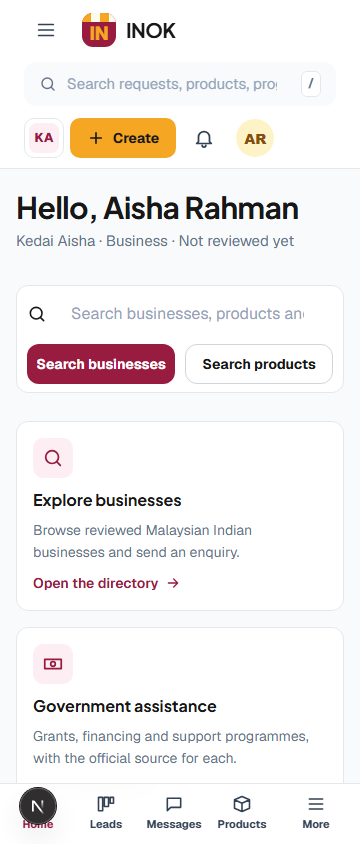 IN INOK
Search requests, products, pro
/
KA
+ Create
AR
Hello, Aisha Rahman
Kedai Aisha · Business · Not reviewed yet
Search businesses, products an
Search businesses
Search products
Explore businesses
Browse reviewed Malaysian Indian
businesses and send an enquiry.
Open the directory →
Government assistance
Grants, financing and support programmes,
with the official source for each.
N
Home
Leads
Messages
Products
More